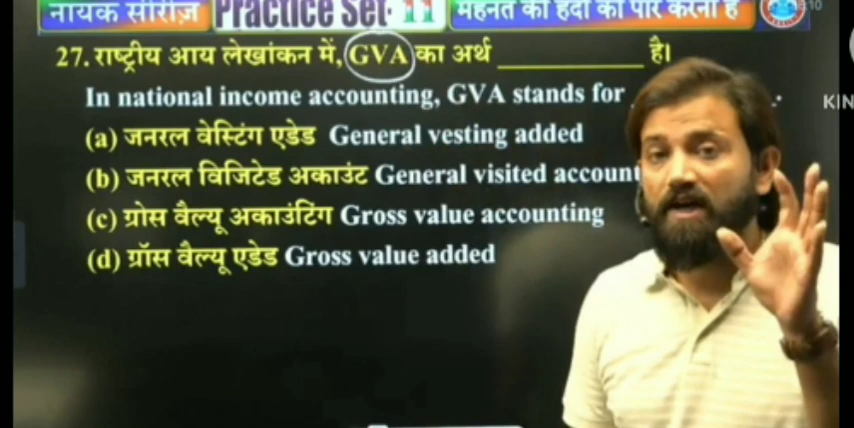 नायक सीरीज़ Practice Set- 11 मेहनत की हदों को पार करना है
27. राष्ट्रीय आय लेखांकन में, GVA का अर्थ ____________ है।
In national income accounting, GVA stands for
(a) जनरल वेस्टिंग एडेड General vesting added
(b) जनरल विजिटेड अकाउंट General visited account
(c) ग्रोस वैल्यू अकाउंटिंग Gross value accounting
(d) ग्रॉस वैल्यू एडेड Gross value added